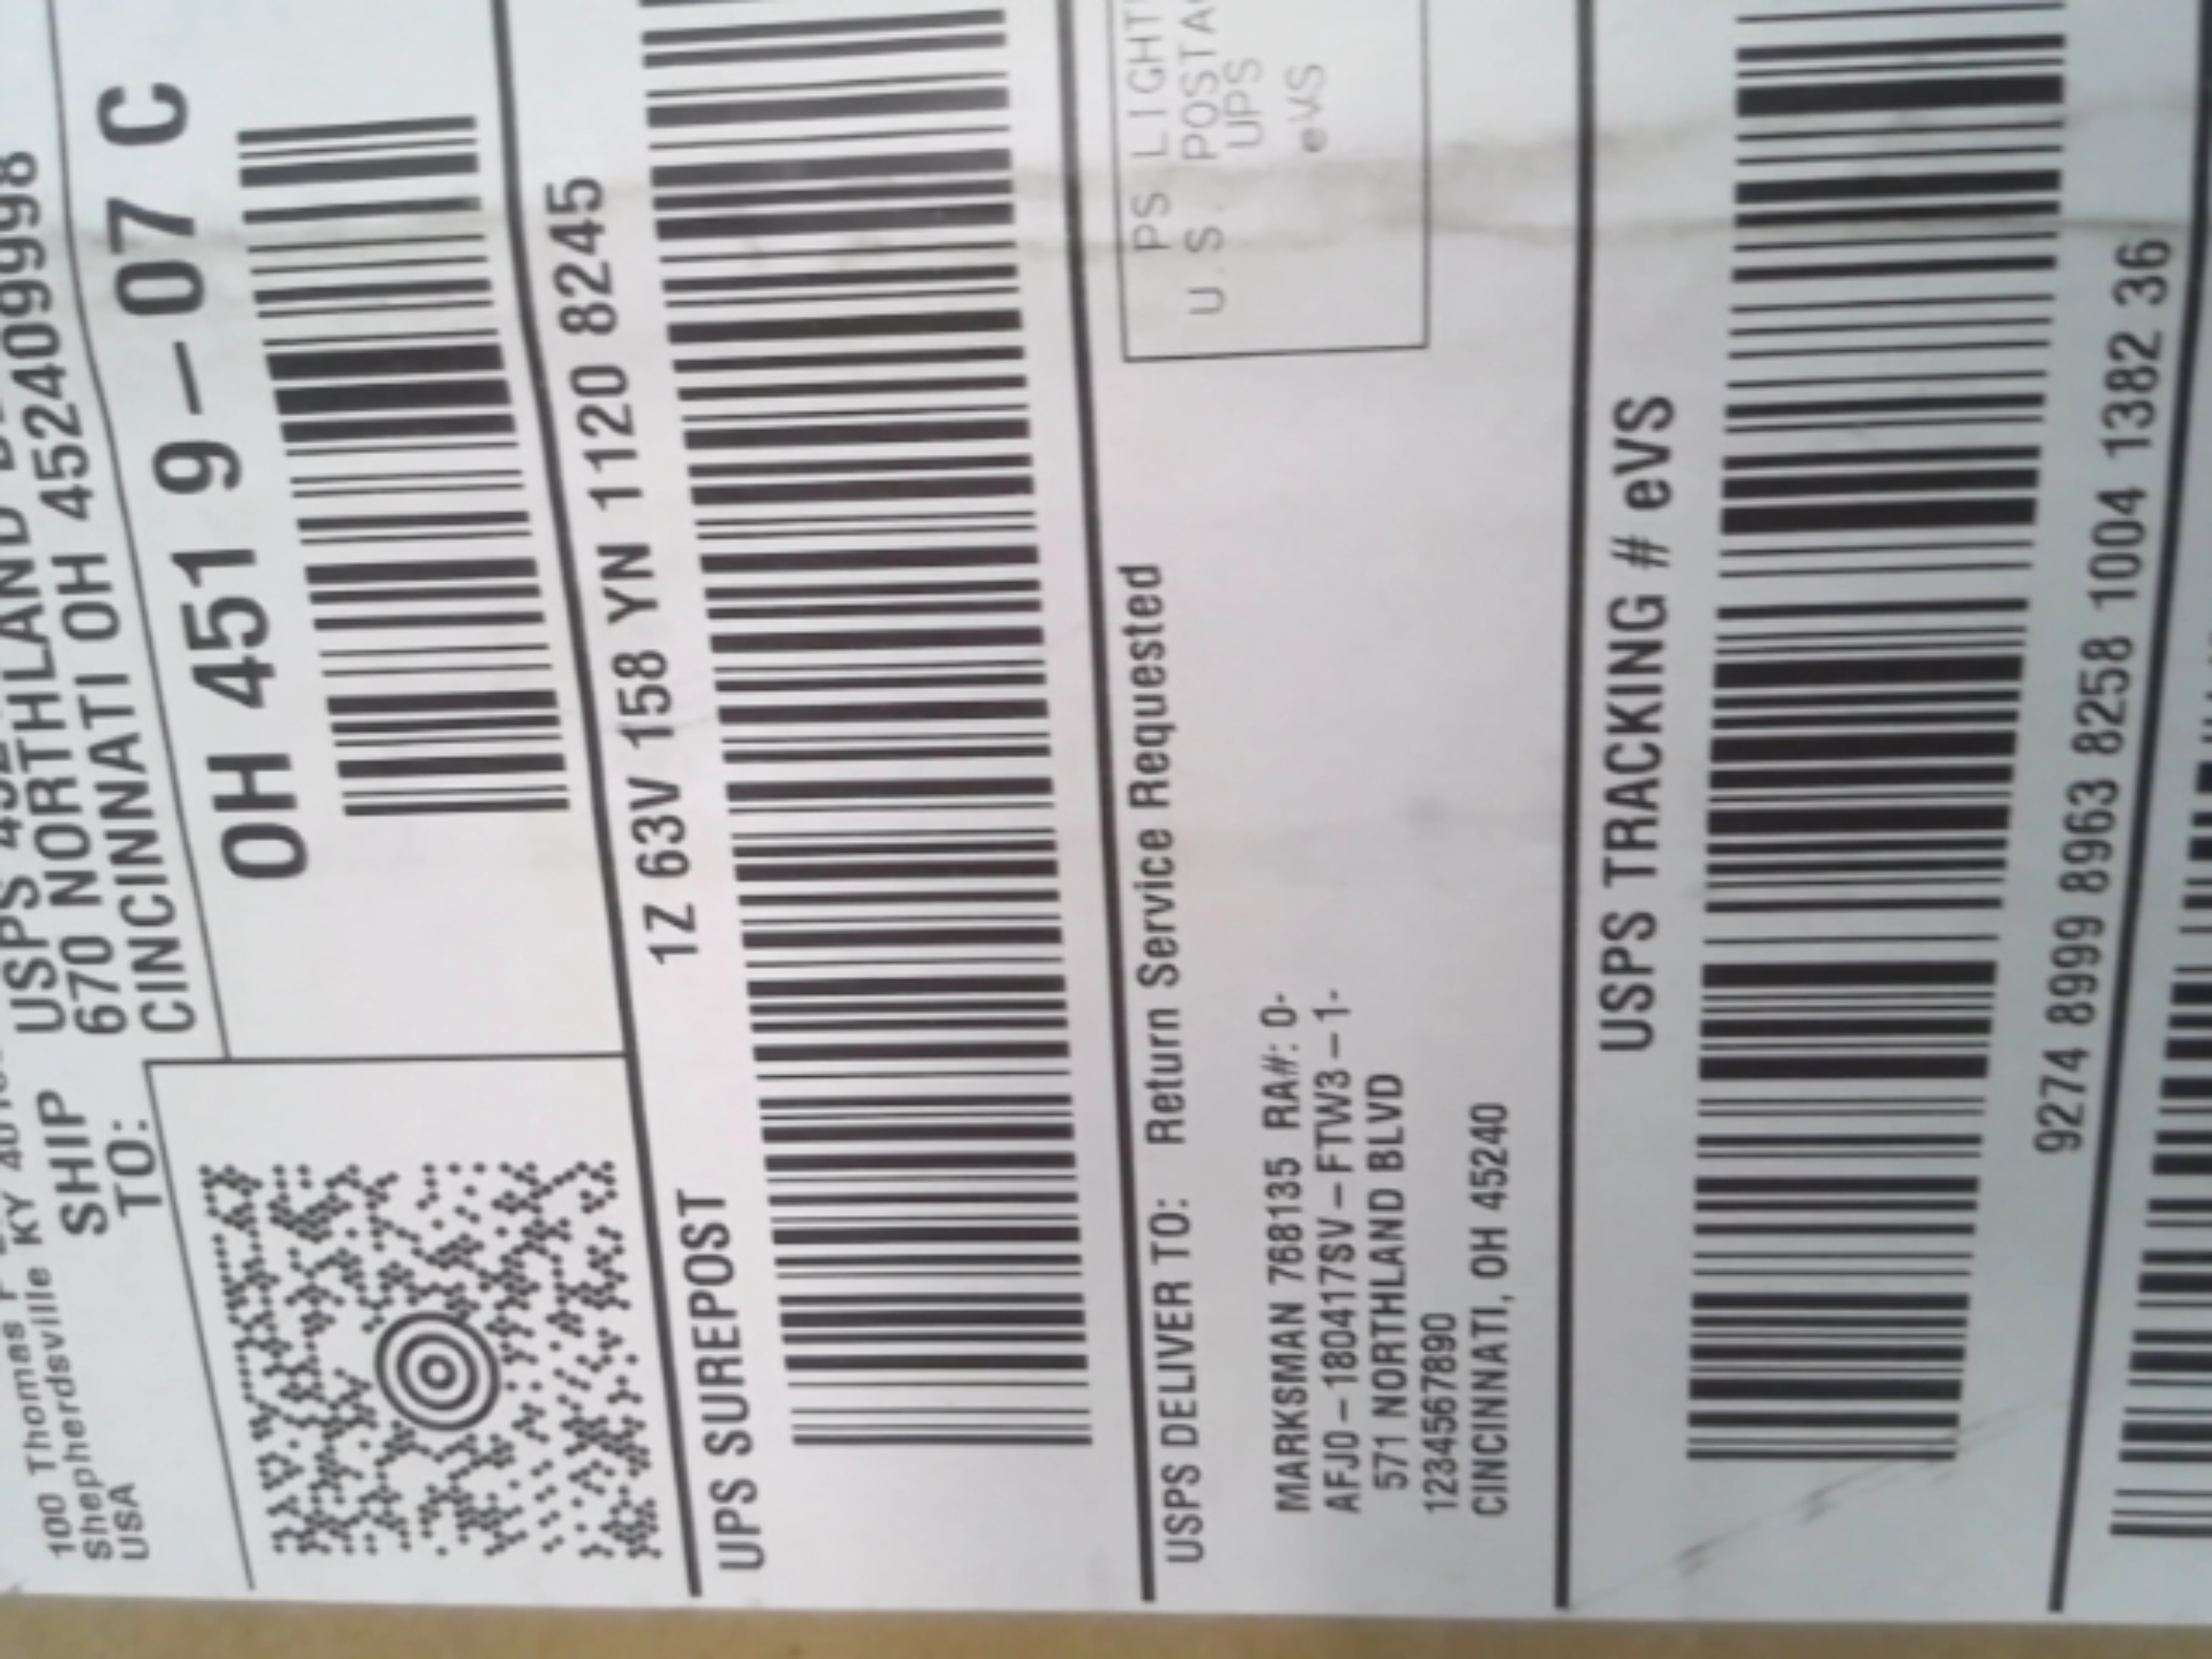 100 Thomas
Shepherdsville KY
USA
SHIP
TO:
USPS
670 NORTHLAND
CINCINNATI OH 452409998
OH 451 9-07 C
UPS SUREPOST
1Z 63V 158 YN 1120 8245
USPS DELIVER TO: Return Service Requested
PS LIGHT
U.S. POSTAG
UPS
eVS
MARKSMAN 768135 RA#: 0-
AFJ0-180417SV-FTW3-1-
571 NORTHLAND BLVD
1234567890
CINCINNATI, OH 45240
USPS TRACKING # eVS
9274 8999 8963 8258 1004 1382 36